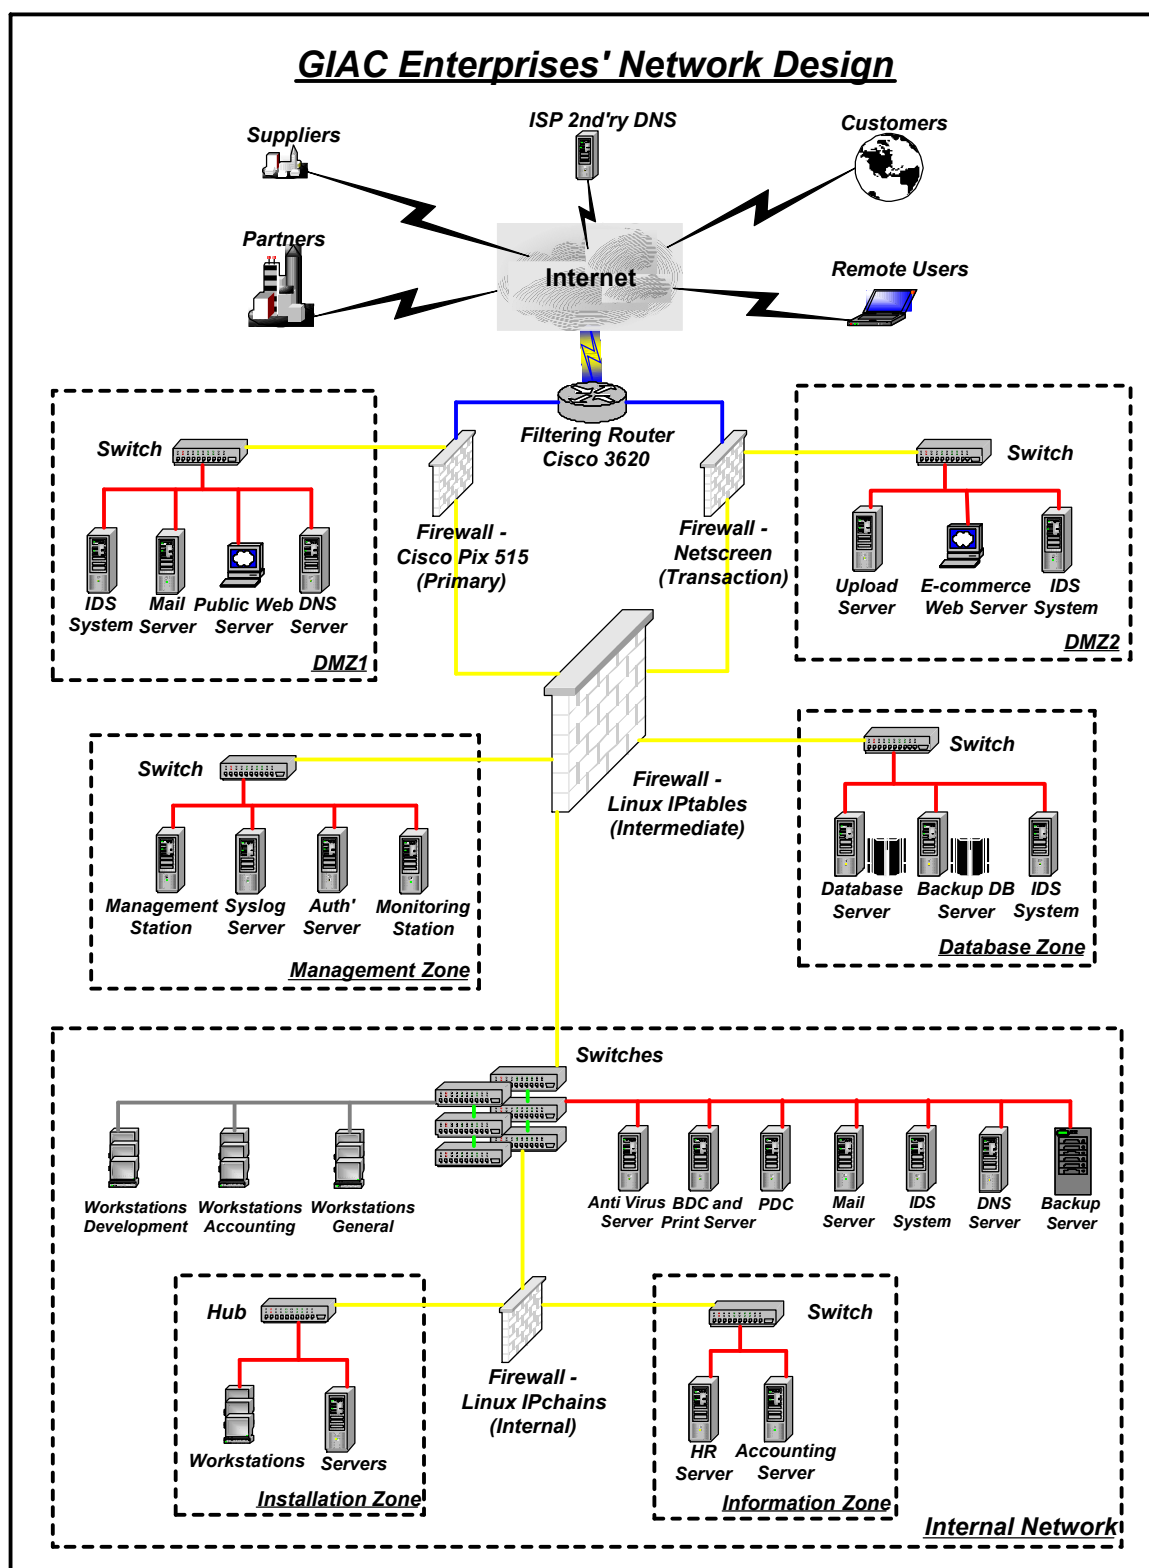 GIAC Enterprises' Network Design
ISP 2nd'ry DNS
Suppliers
Customers
Partners
Internet
Remote Users
Filtering Router
Cisco 3620
Switch
Switch
Firewall -
Cisco Pix 515
(Primary)
Firewall -
Netscreen
(Transaction)
IDS
System
Mail
Server
Public Web
Server
DNS
Server
DMZ1
Upload
Server
E-commerce
Web Server
IDS
System
DMZ2
Switch
Switch
Firewall -
Linux IPtables
(Intermediate)
Management
Station
Syslog
Server
Auth'
Server
Monitoring
Station
Management Zone
Database
Server
Backup DB
Server
IDS
System
Database Zone
Switches
Workstations
Development
Workstations
Accounting
Workstations
General
Anti Virus
Server
BDC and
Print Server
PDC
Mail
Server
IDS
System
DNS
Server
Backup
Server
Hub
Switch
Firewall -
Linux IPchains
(Internal)
Workstations
Servers
Installation Zone
HR
Server
Accounting
Server
Information Zone
Internal Network